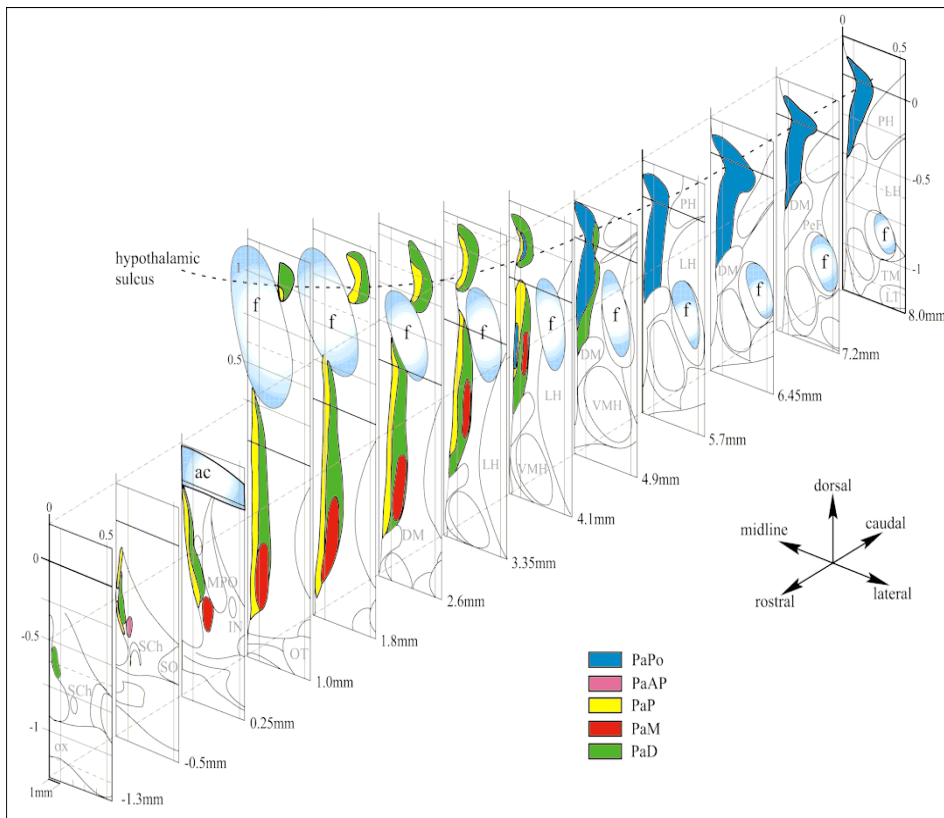 0
0.5
0
-0.5
-1
8.0mm
PH
LH
f
TM
LT
DM
PeF
f
7.2mm
DM
f
6.45mm
PH
LH
f
5.7mm
f
DM
VMH
4.9mm
f
LH
VMH
4.1mm
f
LH
3.35mm
f
DM
2.6mm
f
1.8mm
hypothalamic
sulcus
1
f
0.5
OT
1.0mm
ac
MPO
IN
0.25mm
0.5
SCh
SO
-0.5mm
0
0
-0.5
-1
SCh
ox
1mm
-1.3mm
dorsal
midline
caudal
rostral
lateral
PaPo
PaAP
PaP
PaM
PaD